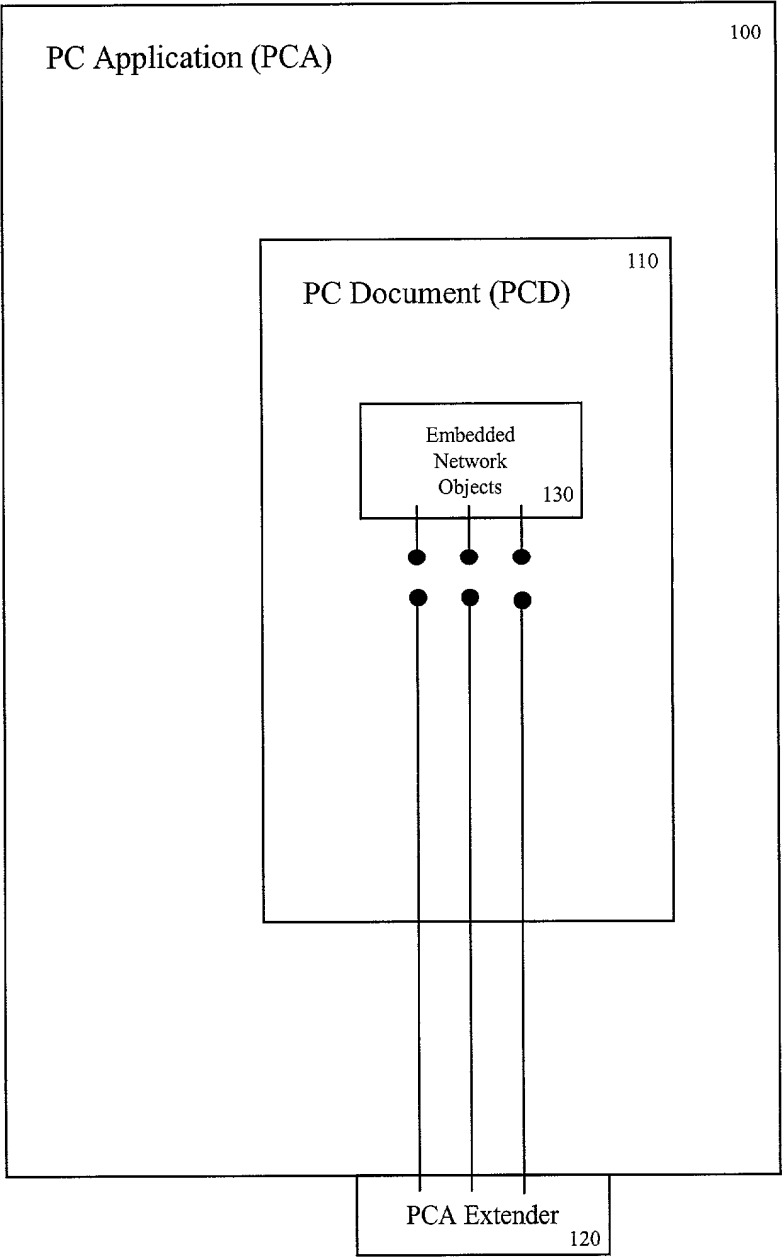 100
PC Application (PCA)
110
PC Document (PCD)
Embedded
Network
Objects
130
PCA Extender
120